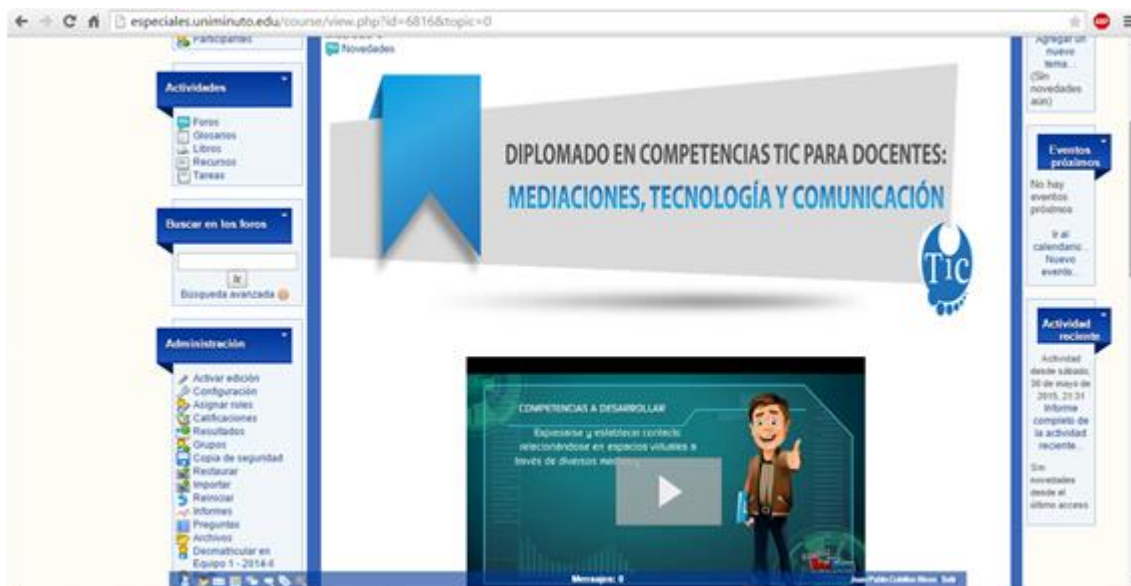 especiales.uniminuto.edu/course/view.php?id=6816&topic=0
Participantes
Actividades
Foros
Glosarios
Libros
Recursos
Tareas
Buscar en los foros
Ir
Búsqueda avanzada
Administración
Activar edición
Configuración
Asignar roles
Calificaciones
Resultados
Grupos
Copia de seguridad
Restaurar
Importar
Reiniciar
Informes
Preguntas
Archivos
Desmatricular en
Equipo 1 - 2014-II
Novedades
DIPLOMADO EN COMPETENCIAS TIC PARA DOCENTES:
MEDIACIONES, TECNOLOGÍA Y COMUNICACIÓN
TIC
COMPETENCIAS A DESARROLLAR
Expresarse y establecer contacto
relacionándose en espacios virtuales a
través de diversos
Agregar un
nuevo
tema...
(Sin
novedades
aún)
Eventos
próximos
No hay
eventos
próximos
Ir al
calendario...
Nuevo
evento...
Actividad
reciente
Actividad
desde sábado,
30 de mayo de
2015, 21:31
Informe
completo de
la actividad
reciente...
Sin
novedades
desde el
último acceso
Mensajes: 0
Juan Pablo
Salir